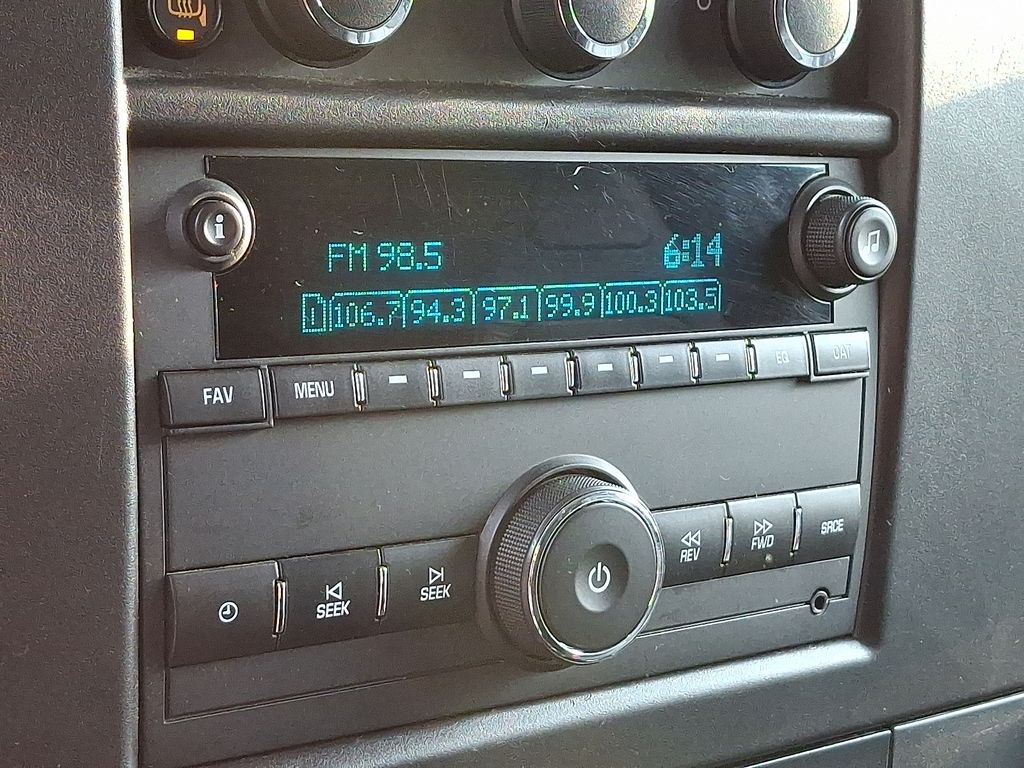 i
FM 98.5 6:14
1 106.7 94.3 97.1 99.9 100.3 103.5
FAV MENU EQ CAT
SEEK SEEK REV FWD SRCE